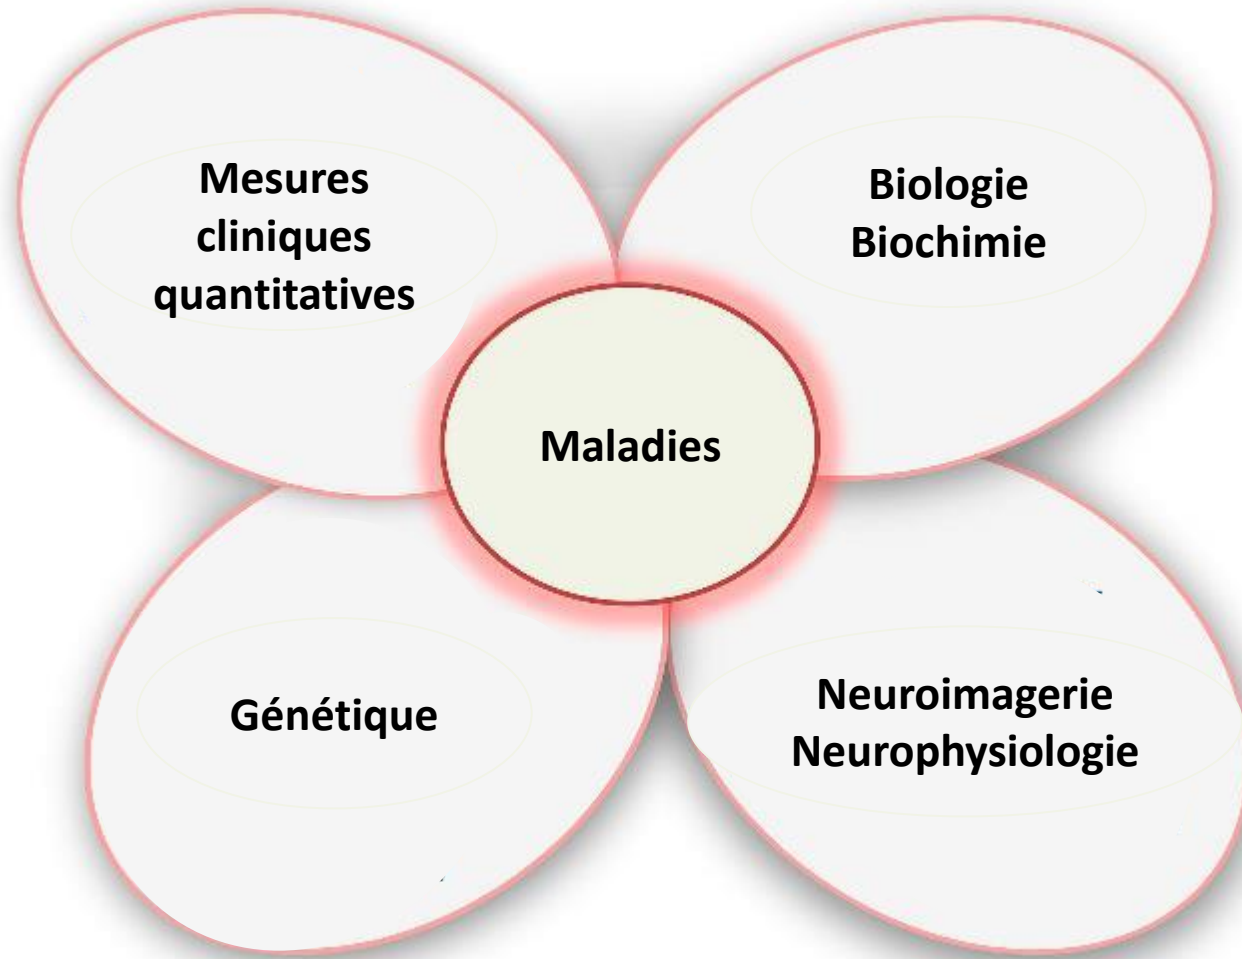 Mesures
cliniques
quantitatives
Biologie
Biochimie
Maladies
Génétique
Neuroimagerie
Neurophysiologie